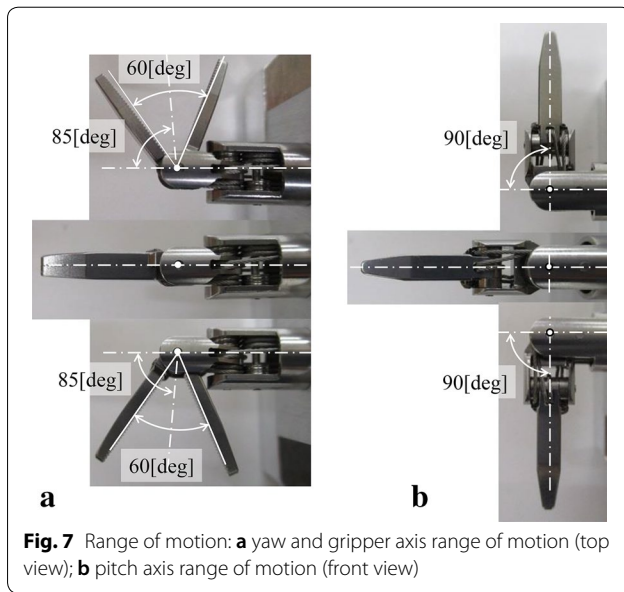 60[deg]
85[deg]
90[deg]
85[deg]
90[deg]
60[deg]
a
b
Fig. 7 Range of motion: a yaw and gripper axis range of motion (top
view); b pitch axis range of motion (front view)